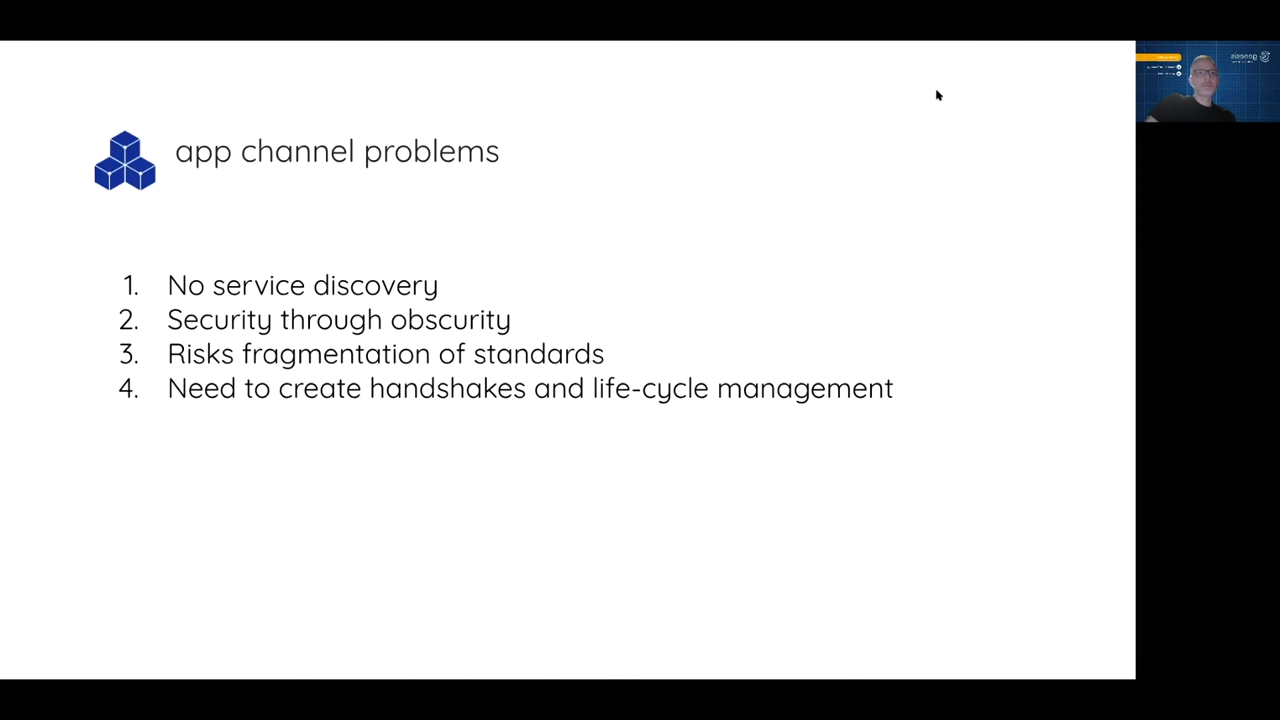 app channel problems
1. No service discovery
2. Security through obscurity
3. Risks fragmentation of standards
4. Need to create handshakes and life-cycle management
genesis